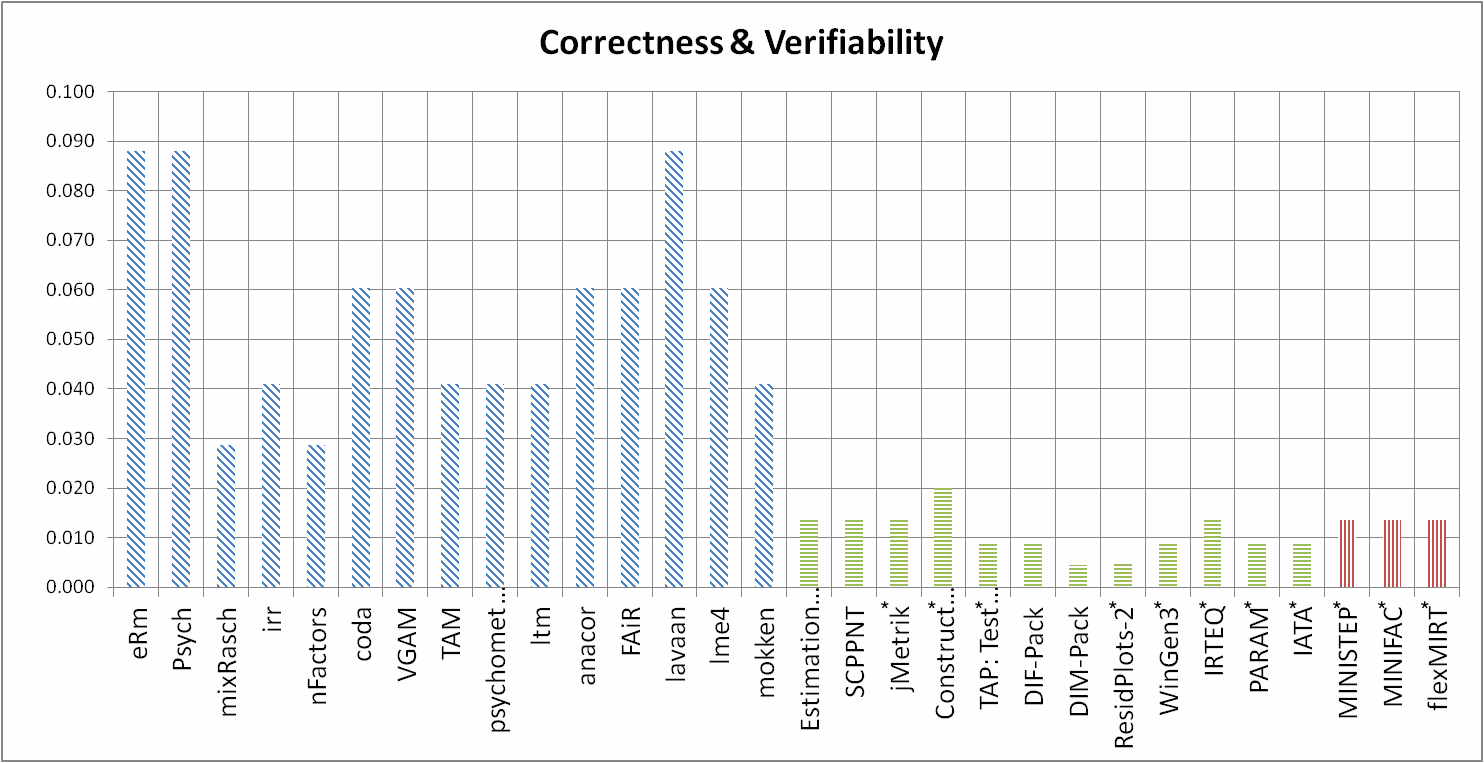 Correctness & Verifiability
0.100
0.090
0.080
0.070
0.060
0.050
0.040
0.030
0.020
0.010
0.000
eRm
Psych
mixRasch
irr
nFactors
coda
VGAM
TAM
psychomet...
ltm
anacor
FAiR
lavaan
lme4
mokken
Estimation...
SCPPNT
jMetrik*
Construct...*
TAP: Test...*
DIF-Pack
DIM-Pack
ResidPlots-2*
WinGen3*
IRTEQ*
PARAM*
IATA*
MINISTEP*
MINIFAC*
flexMIRT*